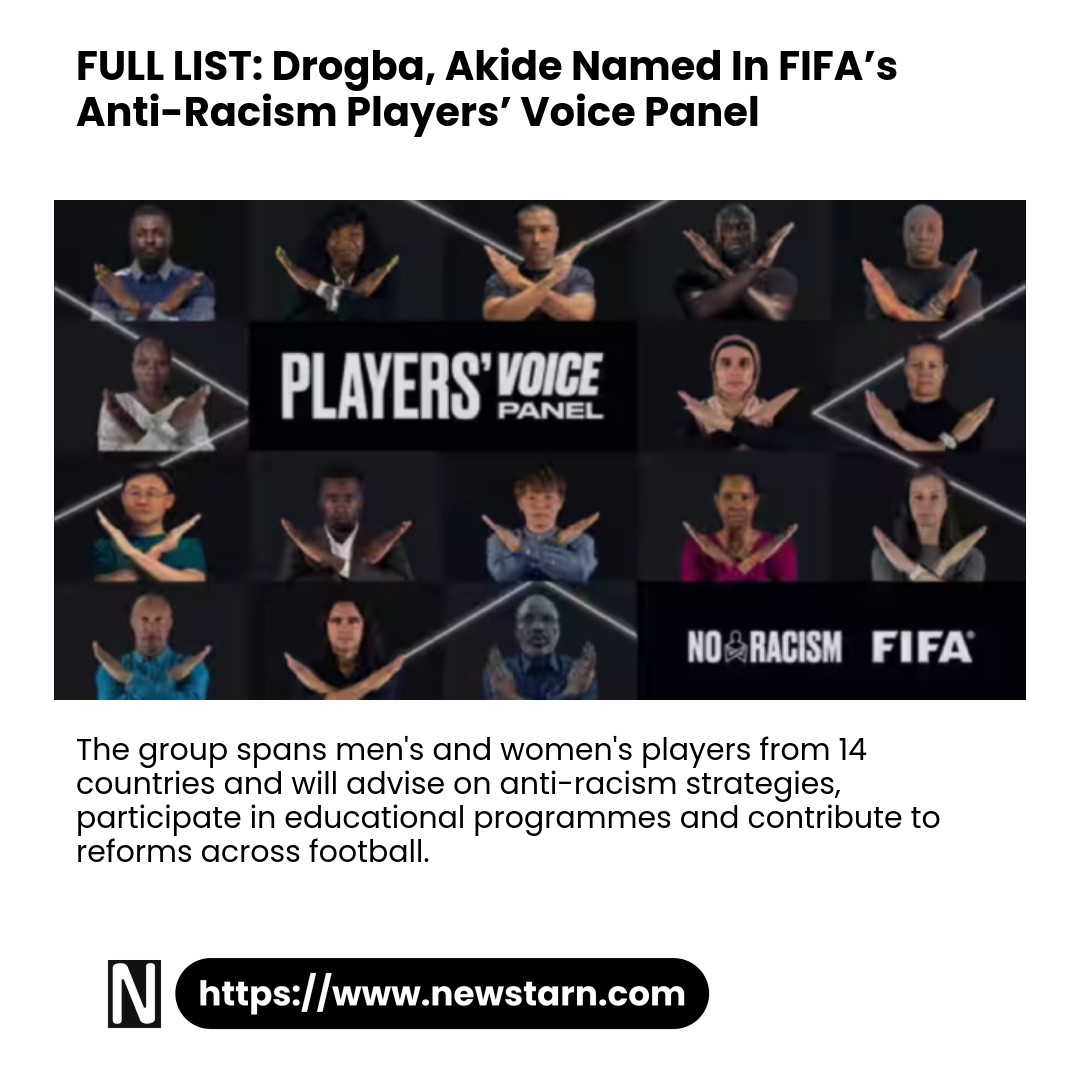 FULL LIST: Drogba, Akide Named In FIFA’s
Anti-Racism Players’ Voice Panel
PLAYERS’ VOICE
PANEL
NO RACISM FIFA®
The group spans men's and women's players from 14
countries and will advise on anti-racism strategies,
participate in educational programmes and contribute to
reforms across football.
N https://www.newstarn.com